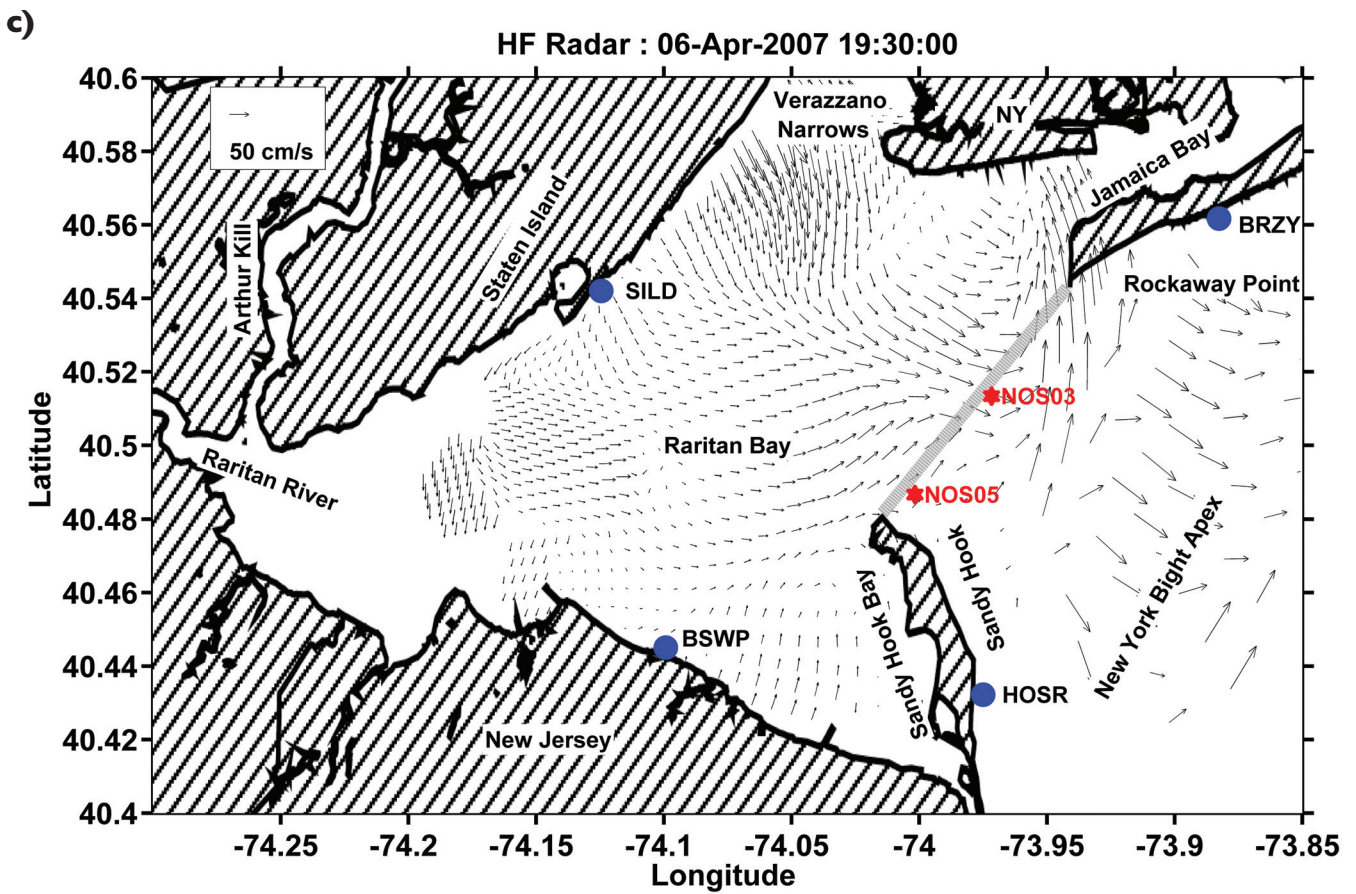 c)
HF Radar : 06-Apr-2007 19:30:00
40.6
40.58
40.56
40.54
40.52
40.5
40.48
40.46
40.44
40.42
40.4
Latitude
50 cm/s
Verazzano
Narrows
NY
Jamaica Bay
BRZY
Rockaway Point
Arthur Kill
Staten Island
SILD
NOS03
Raritan Bay
Raritan River
NOS05
New York Bight Apex
Sandy Hook
Sandy Hook Bay
BSWP
HOSR
New Jersey
-74.25
-74.2
-74.15
-74.1
-74.05
-74
-73.95
-73.9
-73.85
Longitude